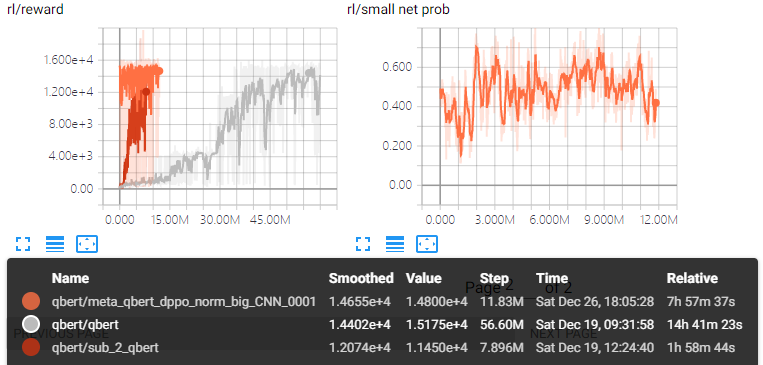 rl/reward rl/small net prob
1.600e+4
1.200e+4
8.00e+3
4.00e+3
0.00
0.000 15.00M 30.00M 45.00M
0.600
0.400
0.200
0.00
0.000 3.000M 6.000M 9.000M 12.00M
Name Smoothed Value Step Time Relative
Page 2 of 2
qbert/meta_qbert_dppo_norm_big_CNN_0001 1.4655e+4 1.4800e+4 11.83M Sat Dec 26, 18:05:28 7h 57m 37s
qbert/qbert 1.4402e+4 1.5175e+4 56.60M Sat Dec 19, 09:31:58 14h 41m 23s
PREVIOUS PAGE NEXT PAGE
qbert/sub_2_qbert 1.2074e+4 1.1450e+4 7.896M Sat Dec 19, 12:24:40 1h 58m 44s